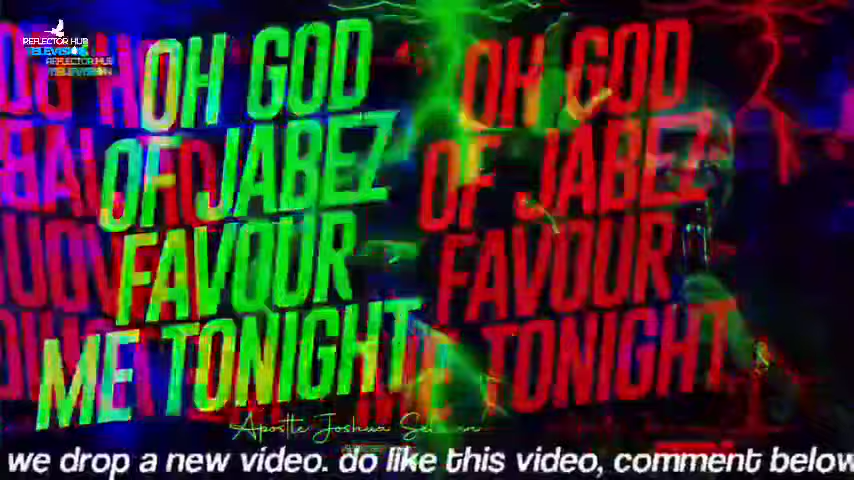 REFLECTOR HUB
TELEVISION
REFLECTOR HUB
TELEVISION
OH GOD
OF JABEZ
FAVOUR
ME TONIGHT
OH GOD
OF JABEZ
FAVOUR
ME TONIGHT
Apostle Joshua
we drop a new video. do like this video, comment below